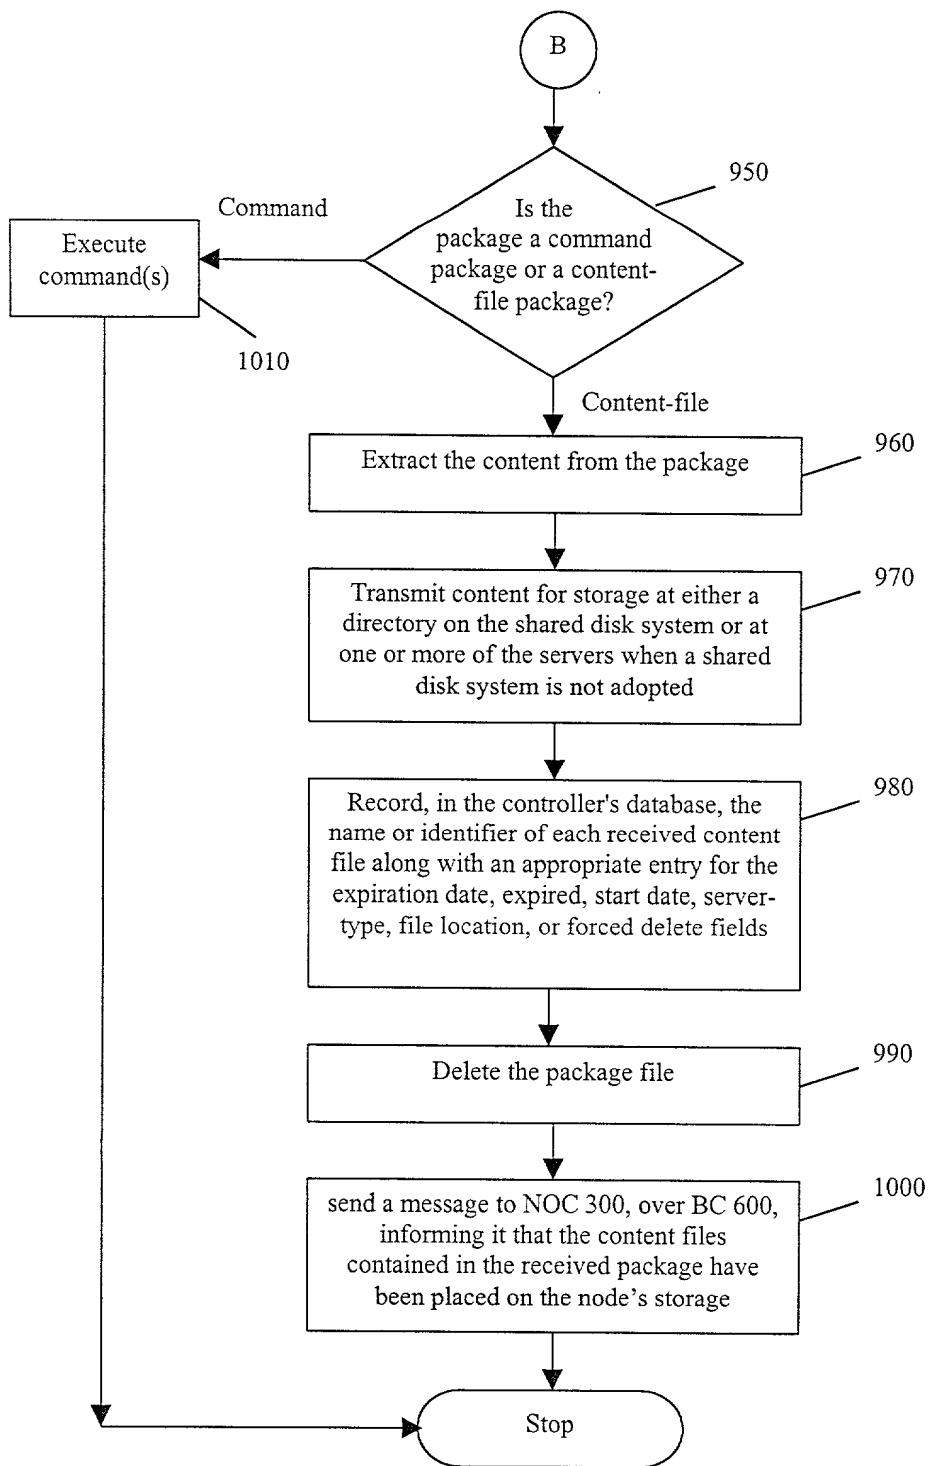 B
950
Is the
package a command
package or a content-
file package?
Command
Execute
command(s)
1010
Content-file
960
Extract the content from the package
970
Transmit content for storage at either a
directory on the shared disk system or at
one or more of the servers when a shared
disk system is not adopted
980
Record, in the controller's database, the
name or identifier of each received content
file along with an appropriate entry for the
expiration date, expired, start date, server-
type, file location, or forced delete fields
990
Delete the package file
1000
send a message to NOC 300, over BC 600,
informing it that the content files
contained in the received package have
been placed on the node’s storage
Stop